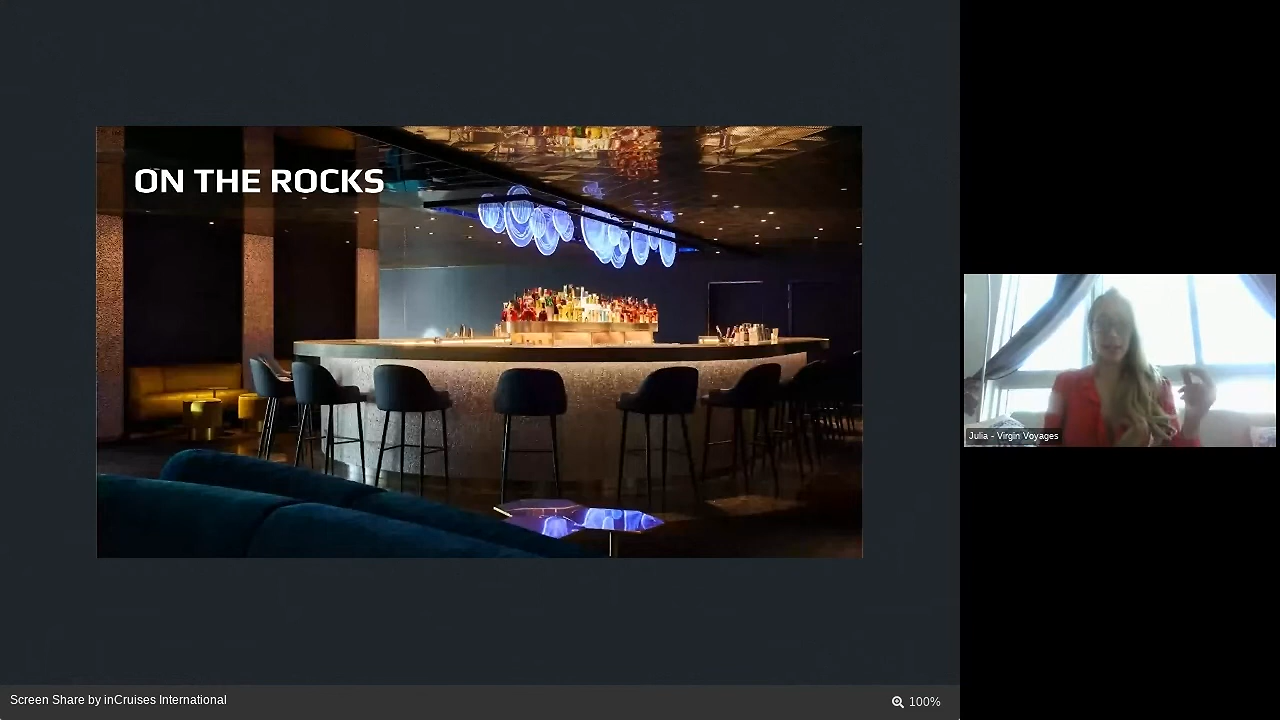 ON THE ROCKS
Julia - Virgin Voyages
Screen Share by inCruises International
100%